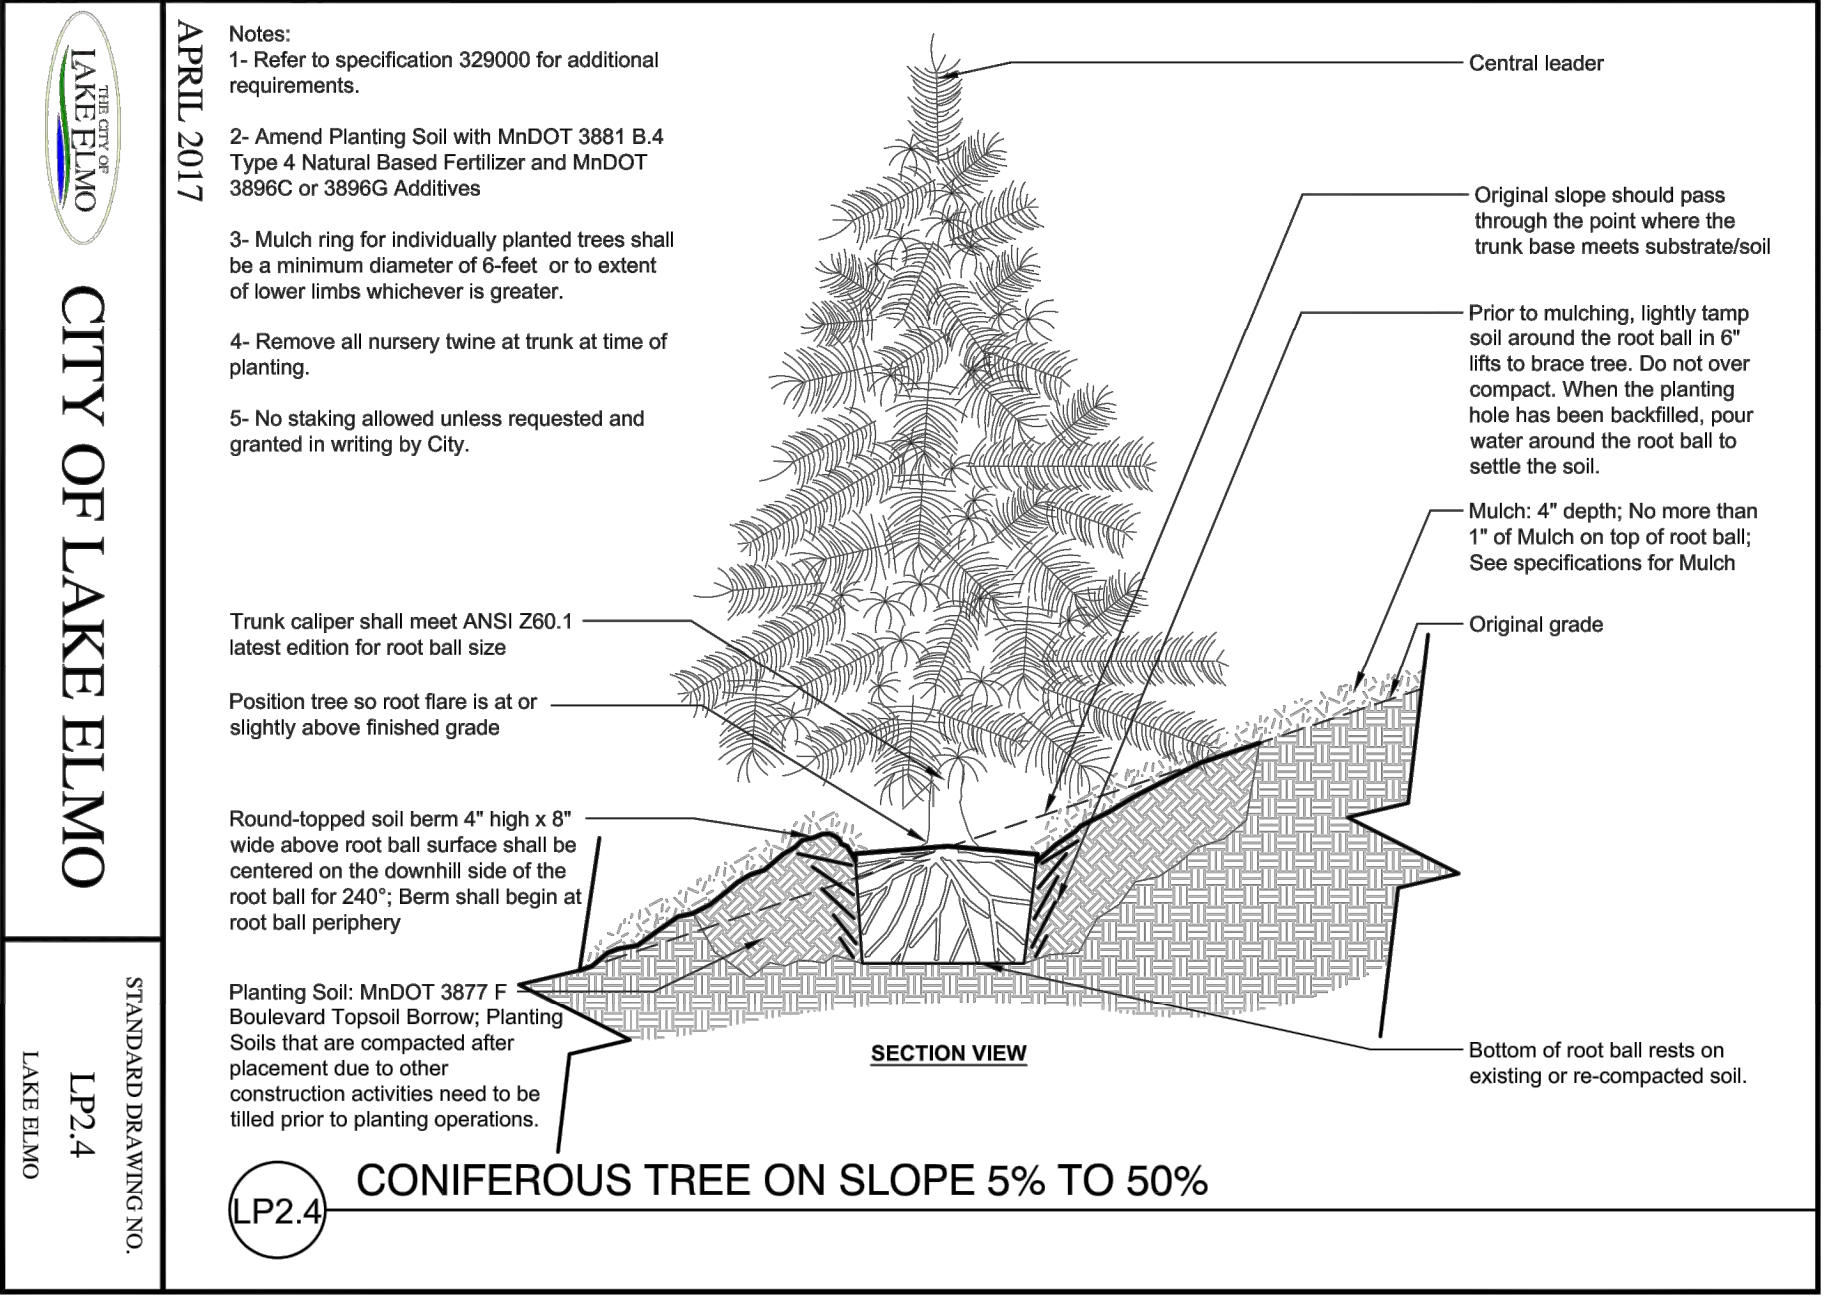 THE CITY OF
LAKE ELMO
CITY OF LAKE ELMO
APRIL 2017
STANDARD DRAWING NO.
LP2.4
LAKE ELMO
Notes:
1- Refer to specification 329000 for additional
requirements.
2- Amend Planting Soil with MnDOT 3881 B.4
Type 4 Natural Based Fertilizer and MnDOT
3896C or 3896G Additives
3- Mulch ring for individually planted trees shall
be a minimum diameter of 6-feet or to extent
of lower limbs whichever is greater.
4- Remove all nursery twine at trunk at time of
planting.
5- No staking allowed unless requested and
granted in writing by City.
Trunk caliper shall meet ANSI Z60.1
latest edition for root ball size
Position tree so root flare is at or
slightly above finished grade
Round-topped soil berm 4" high x 8"
wide above root ball surface shall be
centered on the downhill side of the
root ball for 240°; Berm shall begin at
root ball periphery
Planting Soil: MnDOT 3877 F
Boulevard Topsoil Borrow; Planting
Soils that are compacted after
placement due to other
construction activities need to be
tilled prior to planting operations.
Central leader
Original slope should pass
through the point where the
trunk base meets substrate/soil
Prior to mulching, lightly tamp
soil around the root ball in 6"
lifts to brace tree. Do not over
compact. When the planting
hole has been backfilled, pour
water around the root ball to
settle the soil.
Mulch: 4" depth; No more than
1" of Mulch on top of root ball;
See specifications for Mulch
Original grade
Bottom of root ball rests on
existing or re-compacted soil.
SECTION VIEW
LP2.4
CONIFEROUS TREE ON SLOPE 5% TO 50%